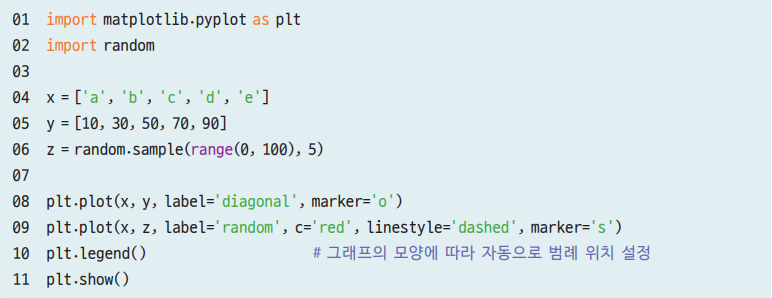 01 import matplotlib.pyplot as plt
02 import random
03
04 x = ['a', 'b', 'c', 'd', 'e']
05 y = [10, 30, 50, 70, 90]
06 z = random.sample(range(0, 100), 5)
07
08 plt.plot(x, y, label='diagonal', marker='o')
09 plt.plot(x, z, label='random', c='red', linestyle='dashed', marker='s')
10 plt.legend() # 그래프의 모양에 따라 자동으로 범례 위치 설정
11 plt.show()